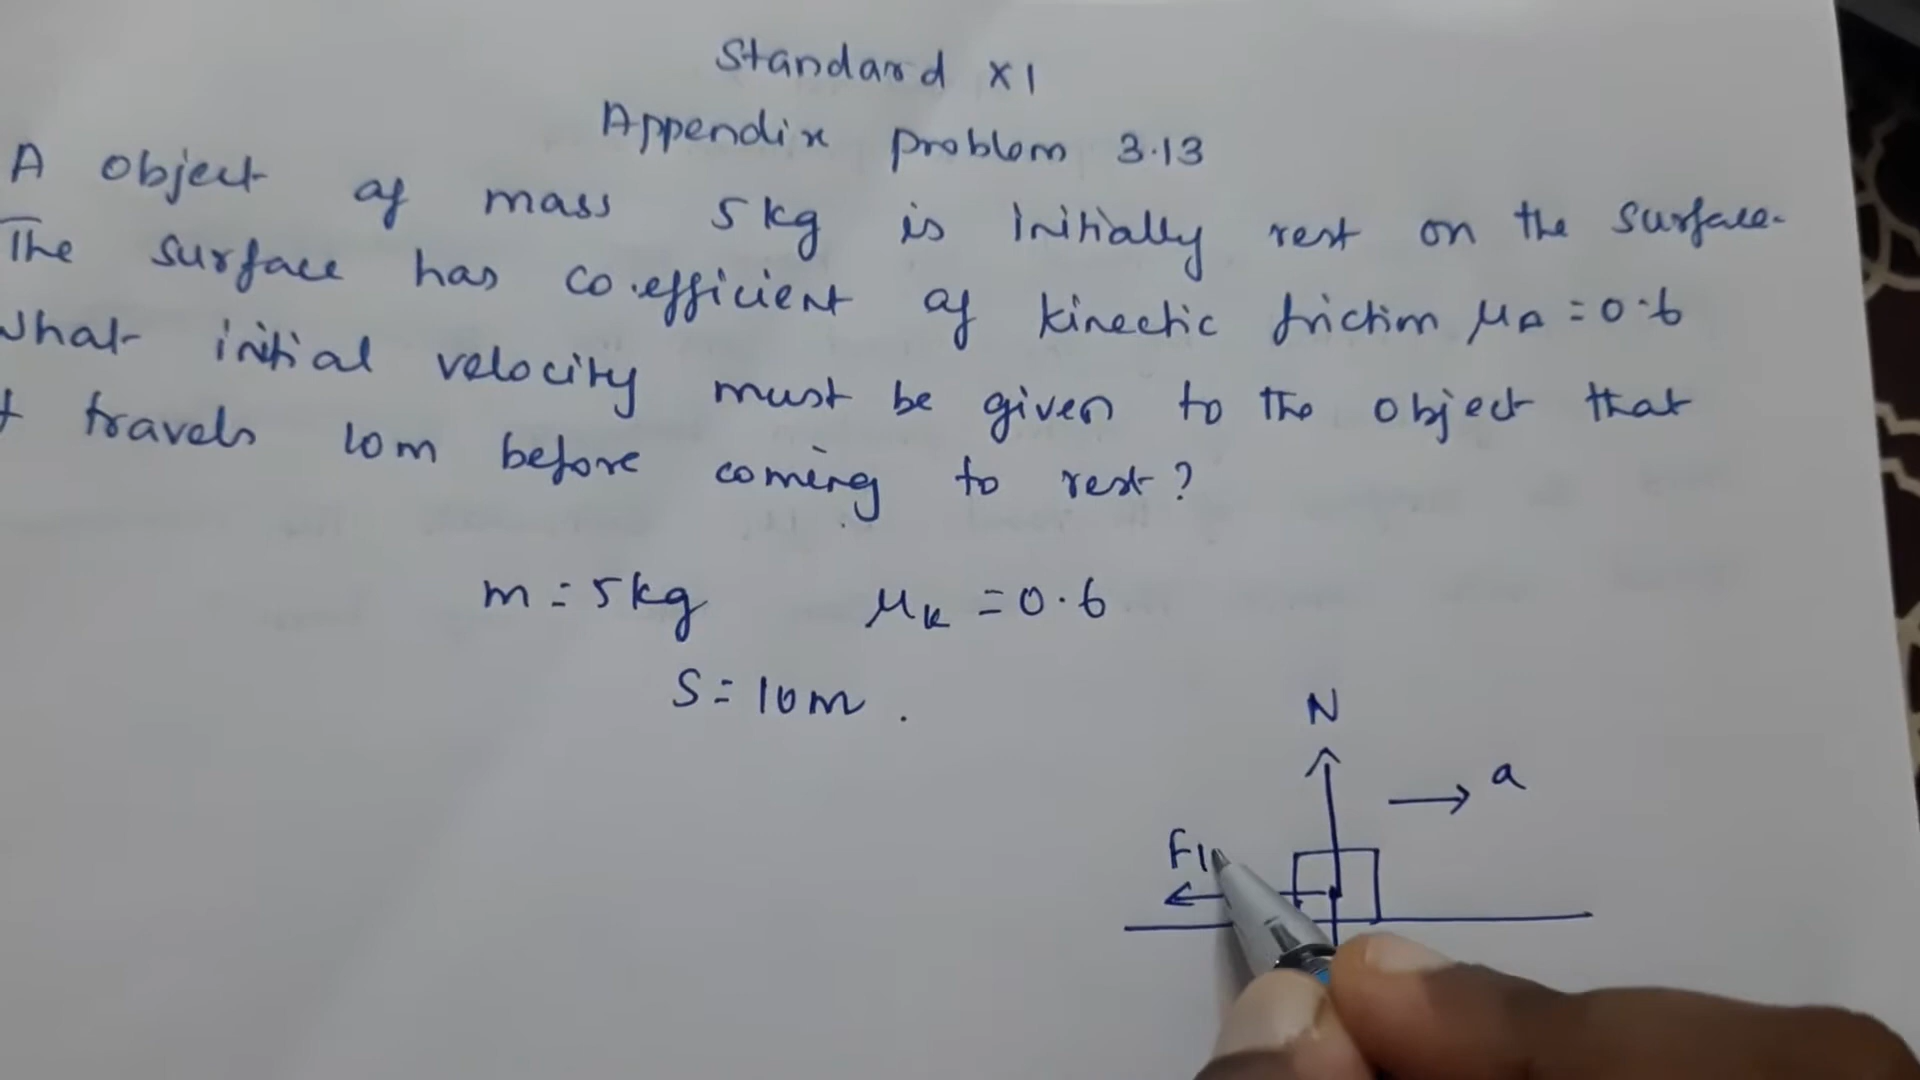 Standard XI
Appendix problem 3.13
A object of mass 5kg is initially rest on the surface.
The surface has co.efficient of kinectic friction μk = 0.6
What initial velocity must be given to the object that
travels 10m before coming to rest?
m = 5kg μk = 0.6
S = 10m.
N
a